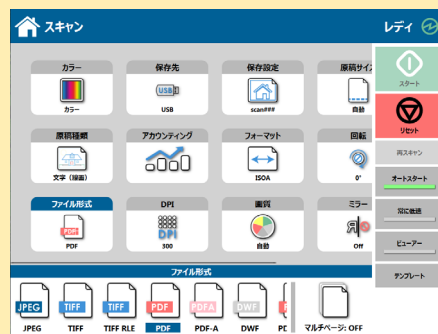 スキャン
レディ
カラー
保存先
保存設定
原稿サイズ
スタート
USB
カラー
USB
scan###
自動
リセット
原稿種類
アカウンティング
フォーマット
回転
再スキャン
文字（線画）
ISOA
0°
オートスタート
ファイル形式
DPI
画質
ミラー
常に低速
PDF
DPI
PDF
300
自動
Off
ビューアー
ファイル形式
テンプレート
JPEG
TIFF
TIFF
PDF
PDFA
DWF
JPEG
TIFF
TIFF RLE
PDF
PDF-A
DWF
マルチページ: OFF